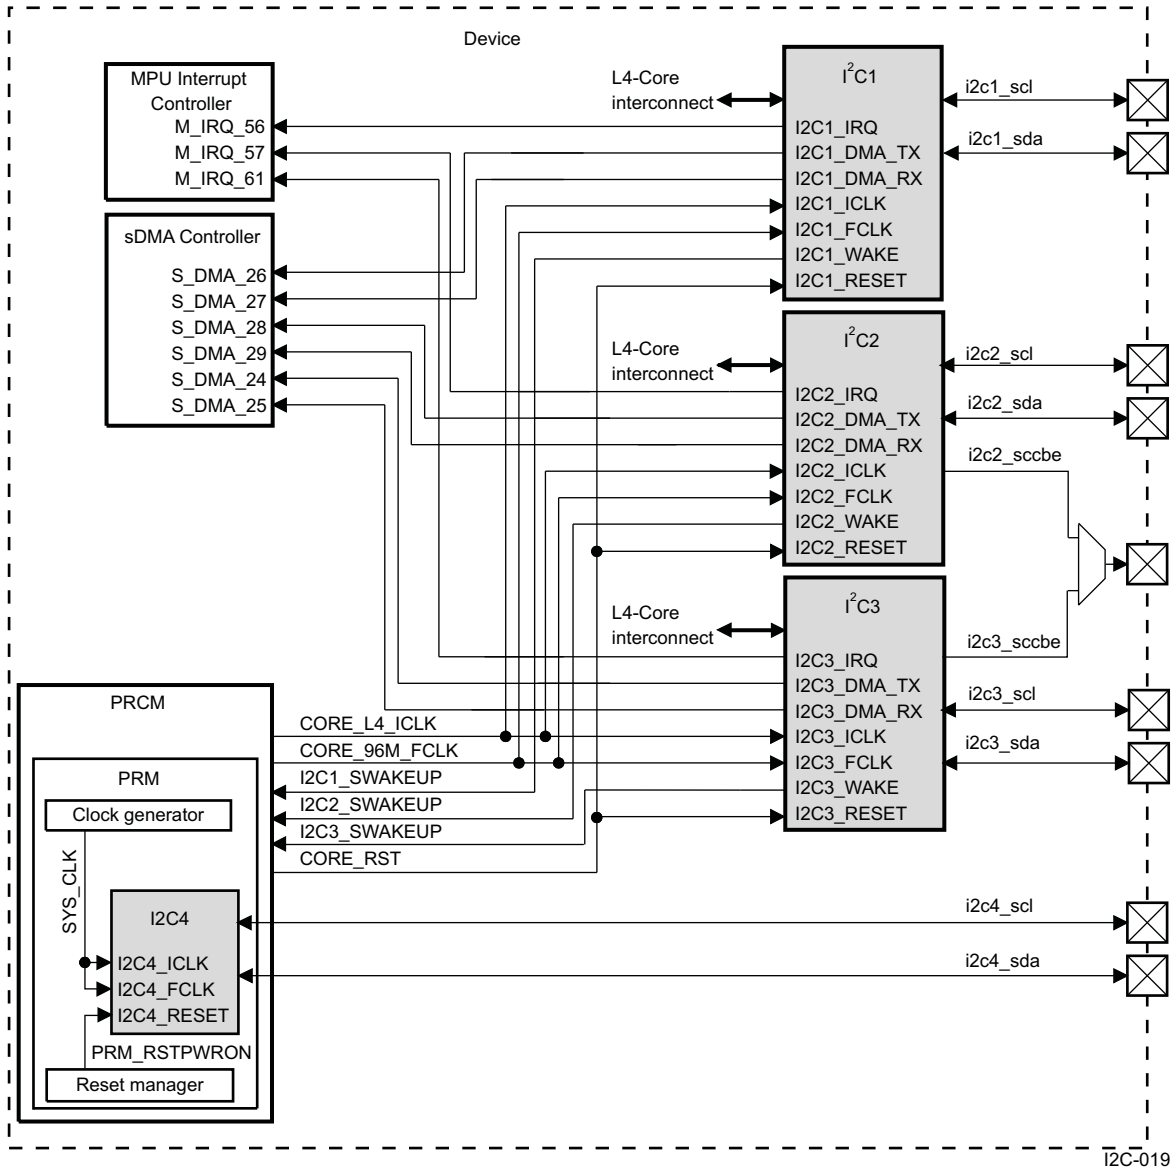 Device
MPU Interrupt
Controller
M_IRQ_56
M_IRQ_57
M_IRQ_61
sDMA Controller
S_DMA_26
S_DMA_27
S_DMA_28
S_DMA_29
S_DMA_24
S_DMA_25
L4-Core
interconnect
I2C1
I2C1_IRQ
I2C1_DMA_TX
I2C1_DMA_RX
I2C1_ICLK
I2C1_FCLK
I2C1_WAKE
I2C1_RESET
i2c1_scl
i2c1_sda
L4-Core
interconnect
I2C2
I2C2_IRQ
I2C2_DMA_TX
I2C2_DMA_RX
I2C2_ICLK
I2C2_FCLK
I2C2_WAKE
I2C2_RESET
i2c2_scl
i2c2_sda
i2c2_sccbe
L4-Core
interconnect
I2C3
I2C3_IRQ
I2C3_DMA_TX
I2C3_DMA_RX
I2C3_ICLK
I2C3_FCLK
I2C3_WAKE
I2C3_RESET
i2c3_sccbe
i2c3_scl
i2c3_sda
PRCM
CORE_L4_ICLK
CORE_96M_FCLK
I2C1_SWAKEUP
I2C2_SWAKEUP
I2C3_SWAKEUP
CORE_RST
PRM
Clock generator
SYS_CLK
I2C4
I2C4_ICLK
I2C4_FCLK
I2C4_RESET
PRM_RSTPWRON
Reset manager
i2c4_scl
i2c4_sda
I2C-019